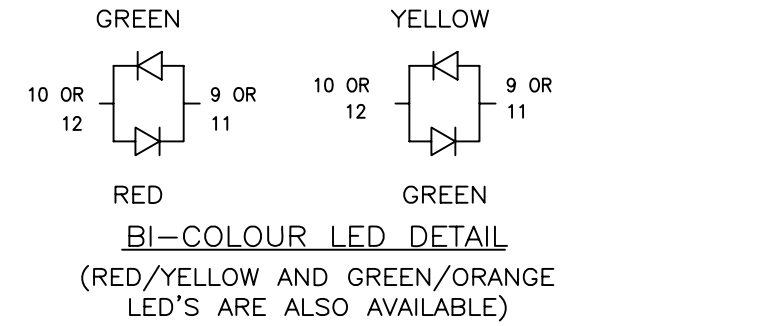 GREEN
10 OR
12
9 OR
11
RED
YELLOW
10 OR
12
9 OR
11
GREEN
BI-COLOUR LED DETAIL
(RED/YELLOW AND GREEN/ORANGE
LED'S ARE ALSO AVAILABLE)